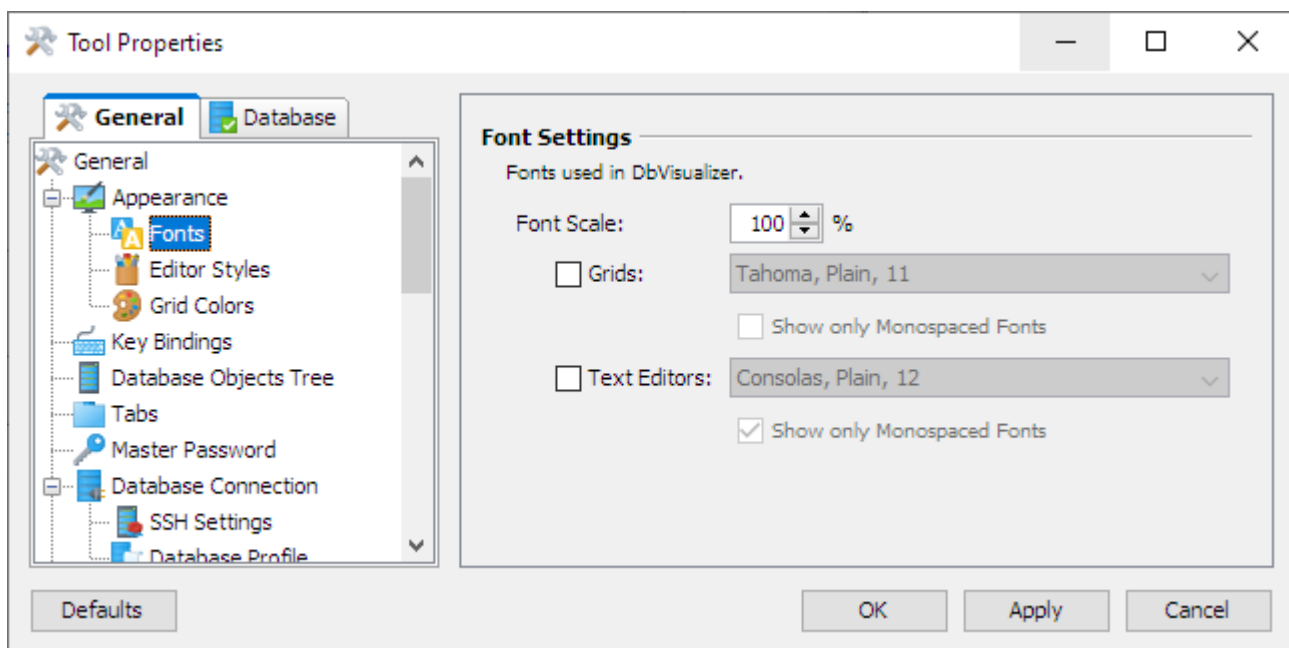 Tool Properties
General Database
General
Appearance
Fonts
Editor Styles
Grid Colors
Key Bindings
Database Objects Tree
Tabs
Master Password
Database Connection
SSH Settings
Database Profile
Font Settings
Fonts used in DbVisualizer.
Font Scale: 100 %
Grids: Tahoma, Plain, 11
Show only Monospaced Fonts
Text Editors: Consolas, Plain, 12
Show only Monospaced Fonts
Defaults OK Apply Cancel